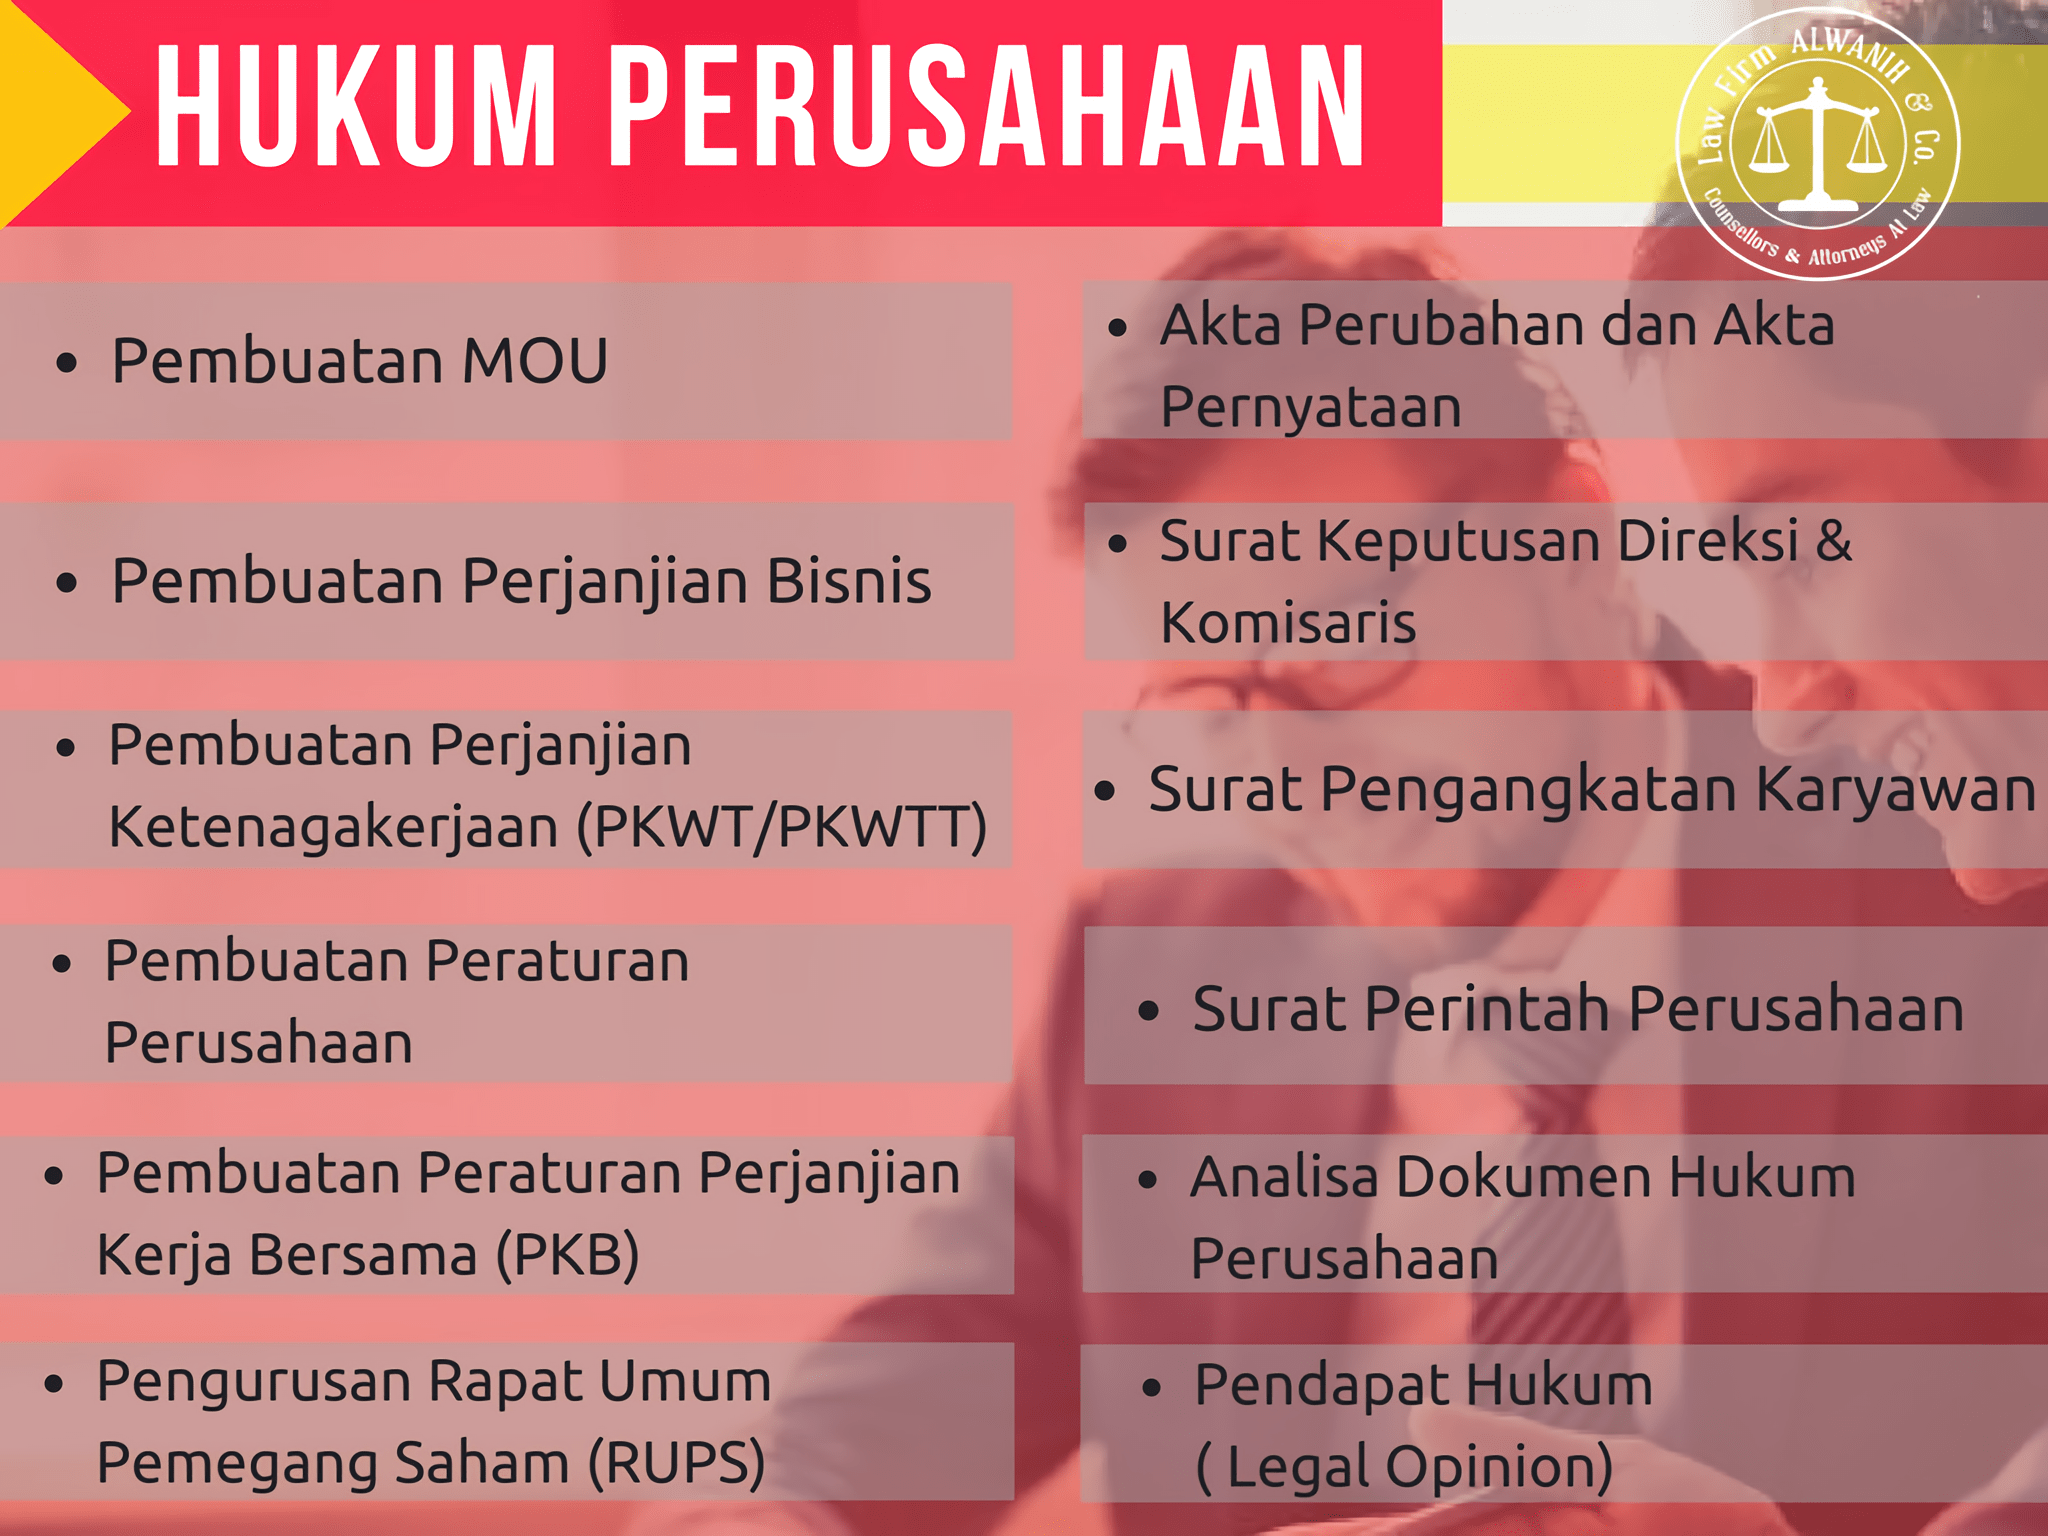 HUKUM PERUSAHAAN
Law Firm ALWANIH & Co.
Counsellors & Attorneys At Law
• Pembuatan MOU
• Pembuatan Perjanjian Bisnis
• Pembuatan Perjanjian
Ketenagakerjaan (PKWT/PKWTT)
• Pembuatan Peraturan
Perusahaan
• Pembuatan Peraturan Perjanjian
Kerja Bersama (PKB)
• Pengurusan Rapat Umum
Pemegang Saham (RUPS)
• Akta Perubahan dan Akta
Pernyataan
• Surat Keputusan Direksi &
Komisaris
• Surat Pengangkatan Karyawan
• Surat Perintah Perusahaan
• Analisa Dokumen Hukum
Perusahaan
• Pendapat Hukum
( Legal Opinion)